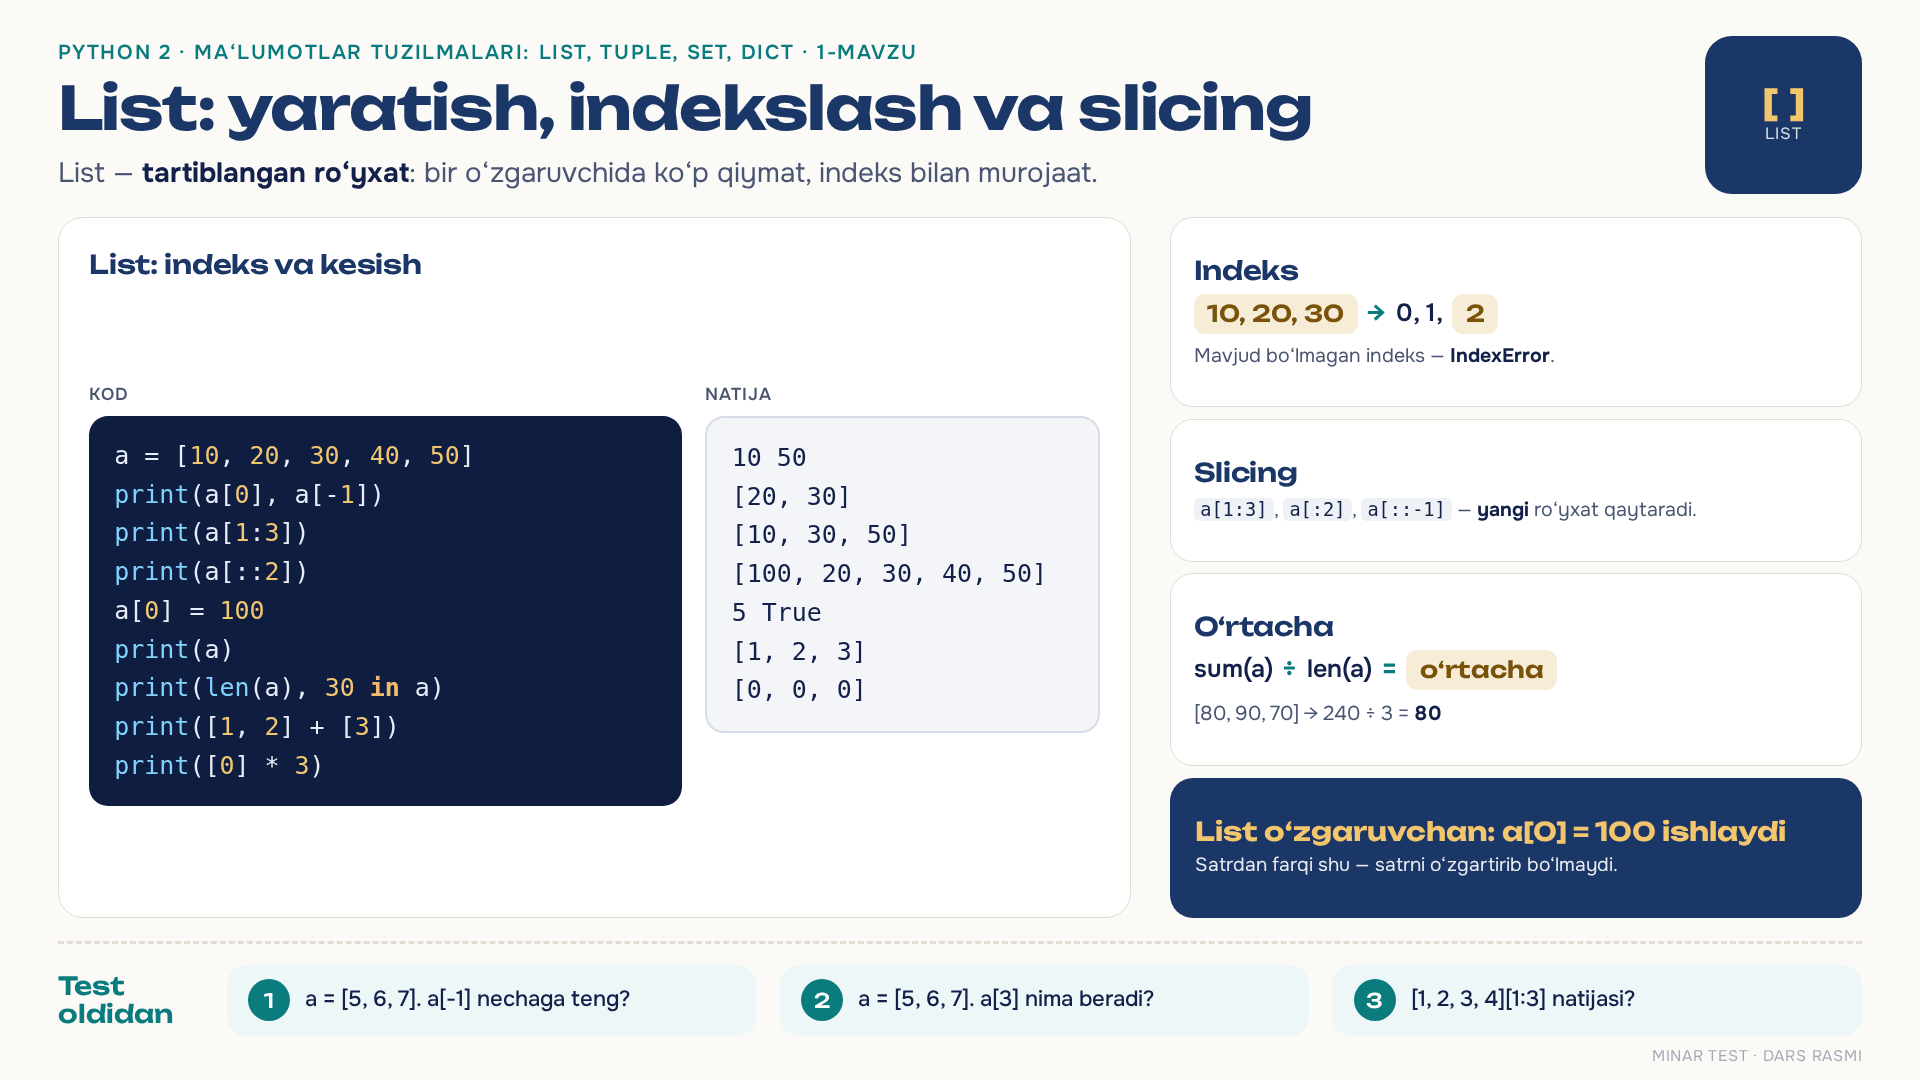 PYTHON 2 · MA‘LUMOTLAR TUZILMALARI: LIST, TUPLE, SET, DICT · 1-MAVZU
List: yaratish, indekslash va slicing
List — tartiblangan ro‘yxat: bir o‘zgaruvchida ko‘p qiymat, indeks bilan murojaat.
[ ]
LIST
List: indeks va kesish
KOD
a = [10, 20, 30, 40, 50]
print(a[0], a[-1])
print(a[1:3])
print(a[::2])
a[0] = 100
print(a)
print(len(a), 30 in a)
print([1, 2] + [3])
print([0] * 3)
NATIJA
10 50
[20, 30]
[10, 30, 50]
[100, 20, 30, 40, 50]
5 True
[1, 2, 3]
[0, 0, 0]
Indeks
10, 20, 30 → 0, 1, 2
Mavjud bo‘lmagan indeks — IndexError.
Slicing
a[1:3], a[:2], a[::-1] — yangi ro‘yxat qaytaradi.
O‘rtacha
sum(a) ÷ len(a) = o‘rtacha
[80, 90, 70] → 240 ÷ 3 = 80
List o‘zgaruvchan: a[0] = 100 ishlaydi
Satrdan farqi shu — satrni o‘zgartirib bo‘lmaydi.
Test
oldidan
1 a = [5, 6, 7]. a[-1] nechaga teng?
2 a = [5, 6, 7]. a[3] nima beradi?
3 [1, 2, 3, 4][1:3] natijasi?
MINAR TEST · DARS RASMI